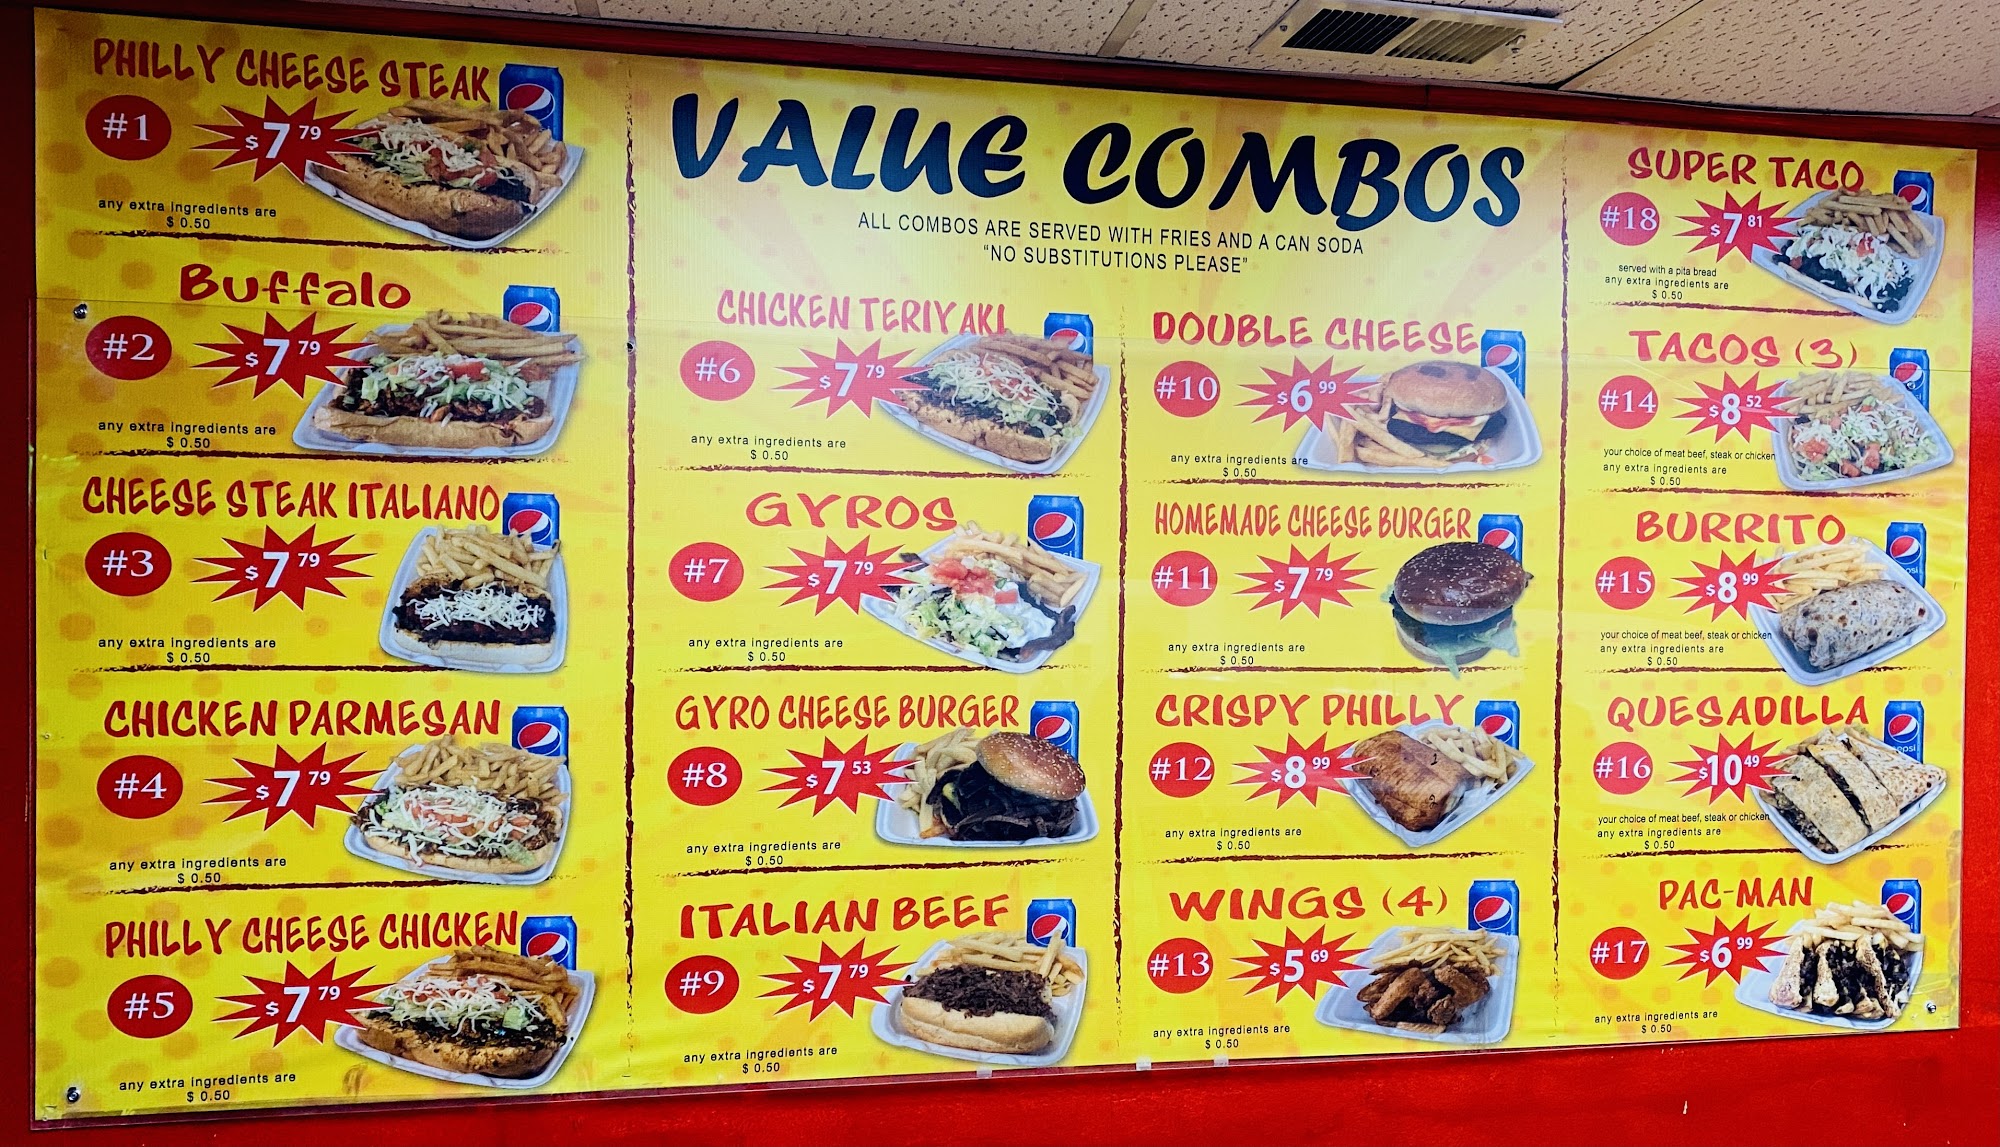 PHILLY CHEESE STEAK
#1
$7 79
any extra ingredients are
$ 0.50
Buffalo
#2
$7 79
any extra ingredients are
$ 0.50
CHEESE STEAK ITALIANO
#3
$7 79
any extra ingredients are
$ 0.50
CHICKEN PARMESAN
#4
$7 79
any extra ingredients are
$ 0.50
PHILLY CHEESE CHICKEN
#5
$7 79
any extra ingredients are
$ 0.50
VALUE COMBOS
ALL COMBOS ARE SERVED WITH FRIES AND A CAN SODA
"NO SUBSTITUTIONS PLEASE"
CHICKEN TERIYAKI
#6
$7 79
any extra ingredients are
$ 0.50
GYROS
#7
$7 79
any extra ingredients are
$ 0.50
GYRO CHEESE BURGER
#8
$7 53
any extra ingredients are
$ 0.50
ITALIAN BEEF
#9
$7 79
any extra ingredients are
$ 0.50
DOUBLE CHEESE
#10
$6 99
any extra ingredients are
$ 0.50
HOMEMADE CHEESE BURGER
#11
$7 79
any extra ingredients are
$ 0.50
CRISPY PHILLY
#12
$8 99
any extra ingredients are
$ 0.50
WINGS (4)
#13
$5 69
any extra ingredients are
$ 0.50
SUPER TACO
#18
$7 81
served with a pita bread
any extra ingredients are
$ 0.50
TACOS (3)
#14
$8 52
your choice of meat beef, steak or chicken
any extra ingredients are
$ 0.50
BURRITO
#15
$8 99
your choice of meat beef, steak or chicken
any extra ingredients are
$ 0.50
QUESADILLA
#16
$10 49
your choice of meat beef, steak or chicken
any extra ingredients are
$ 0.50
PAC-MAN
#17
$6 99
any extra ingredients are
$ 0.50